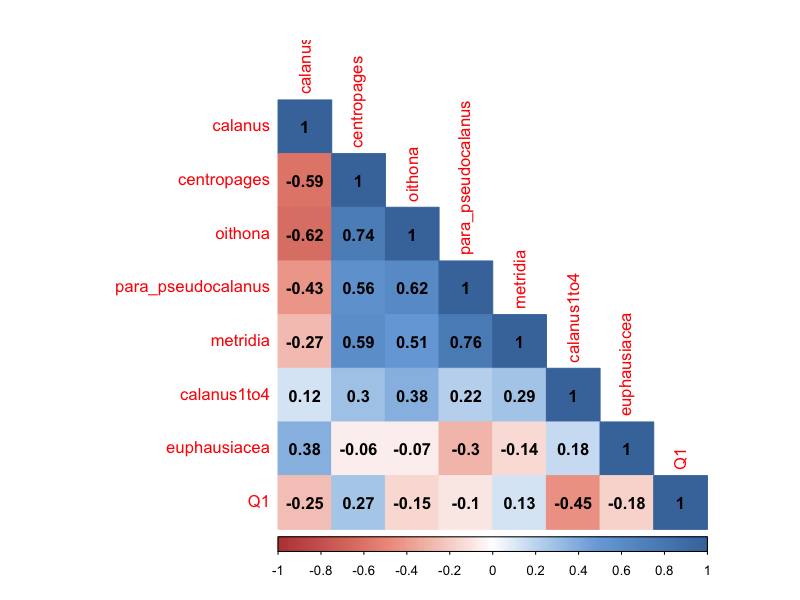 calanus
centropages
oithona
para_pseudocalanus
metridia
calanus1to4
euphausiacea
Q1
calanus 1
centropages -0.59 1
oithona -0.62 0.74 1
para_pseudocalanus -0.43 0.56 0.62 1
metridia -0.27 0.59 0.51 0.76 1
calanus1to4 0.12 0.3 0.38 0.22 0.29 1
euphausiacea 0.38 -0.06 -0.07 -0.3 -0.14 0.18 1
Q1 -0.25 0.27 -0.15 -0.1 0.13 -0.45 -0.18 1
-1 -0.8 -0.6 -0.4 -0.2 0 0.2 0.4 0.6 0.8 1